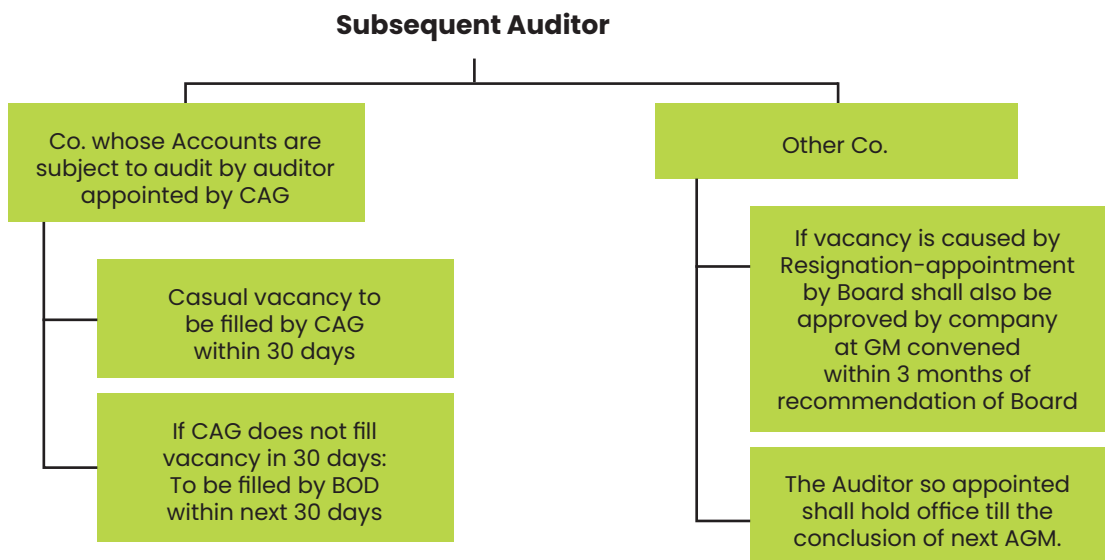 Subsequent Auditor
Co. whose Accounts are
subject to audit by auditor
appointed by CAG
Casual vacancy to
be filled by CAG
within 30 days
If CAG does not fill
vacancy in 30 days:
To be filled by BOD
within next 30 days
Other Co.
If vacancy is caused by
Resignation-appointment
by Board shall also be
approved by company
at GM convened
within 3 months of
recommendation of Board
The Auditor so appointed
shall hold office till the
conclusion of next AGM.